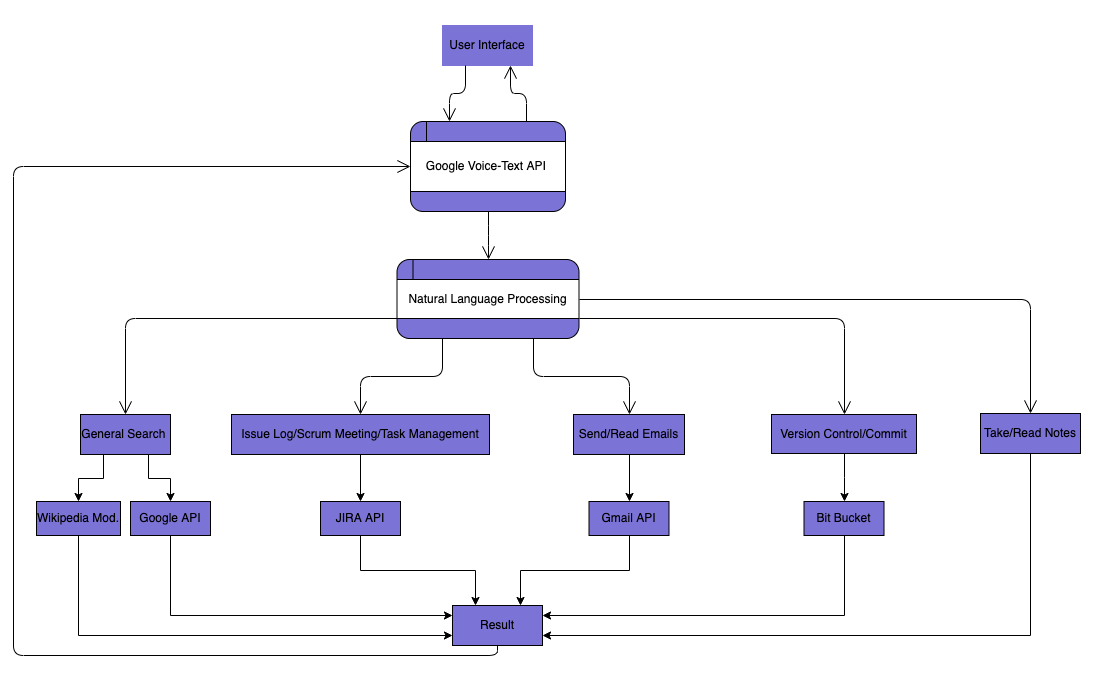 User Interface
Google Voice-Text API
Natural Language Processing
General Search
Issue Log/Scrum Meeting/Task Management
Send/Read Emails
Version Control/Commit
Take/Read Notes
Wikipedia Mod.
Google API
JIRA API
Gmail API
Bit Bucket
Result